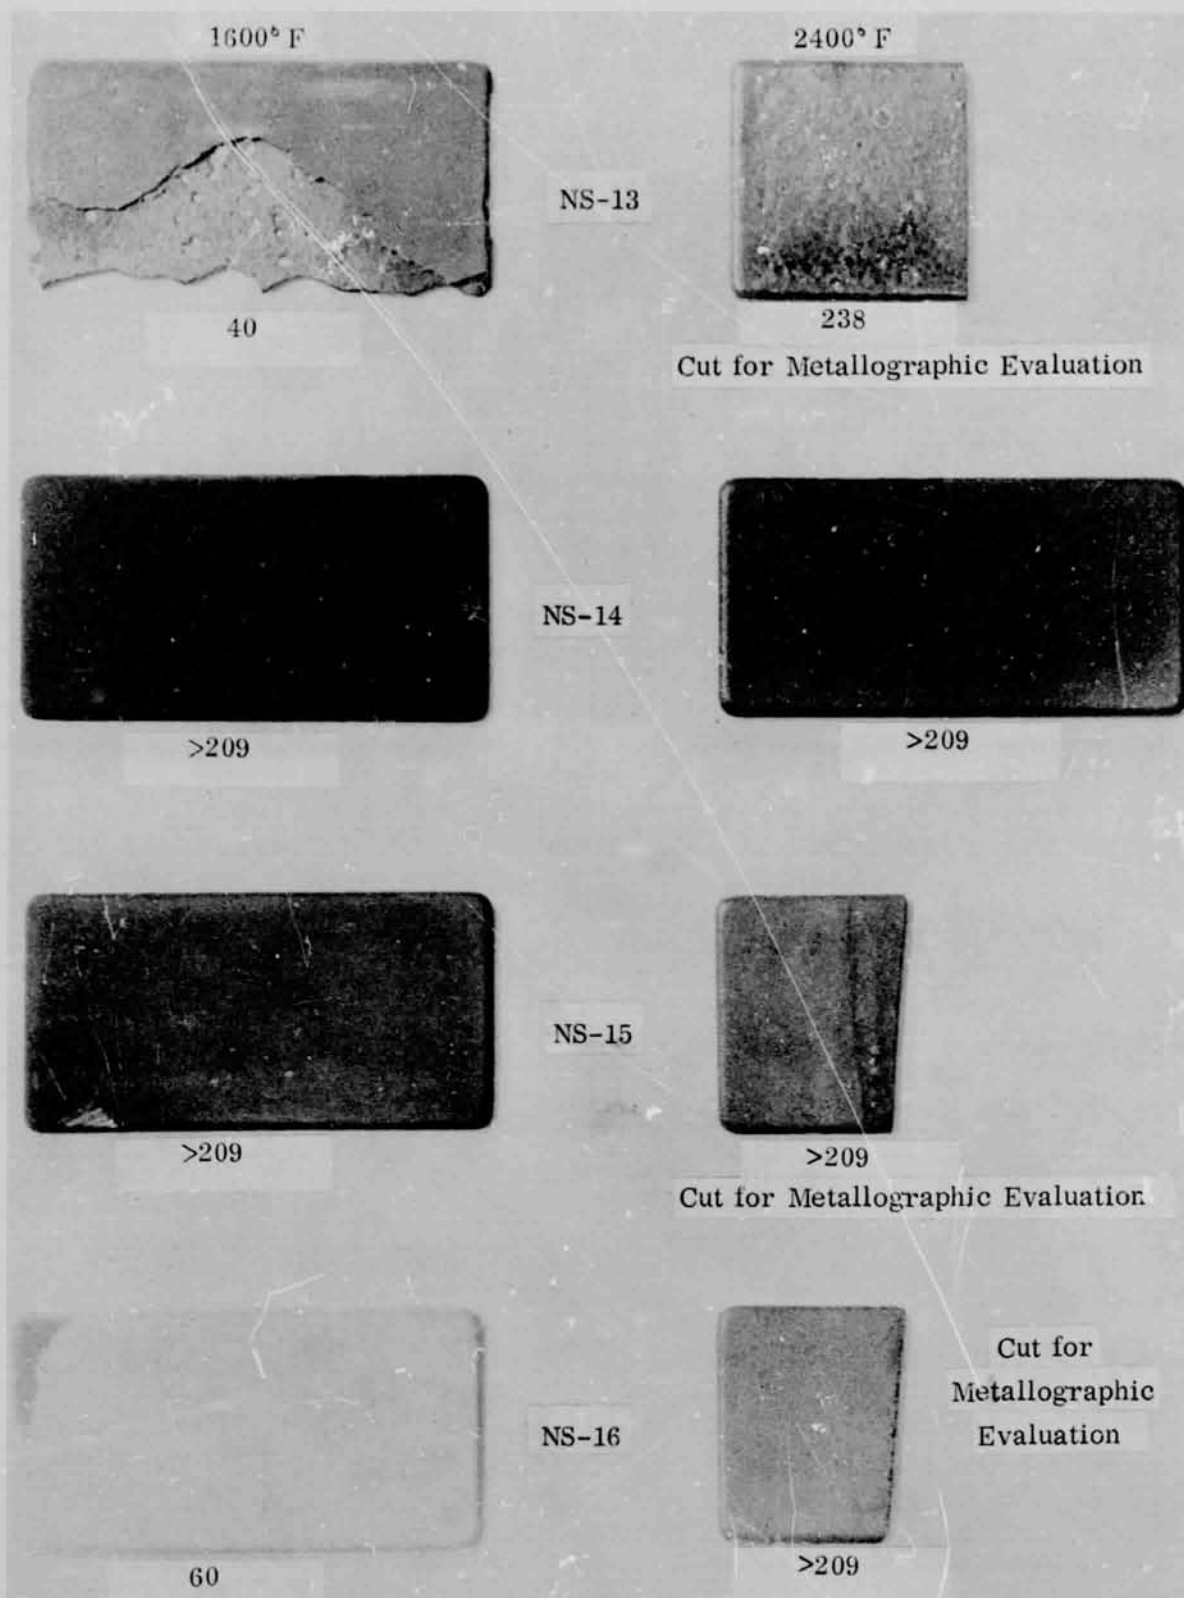 1600° F
2400° F
NS-13
40
238
Cut for Metallographic Evaluation
NS-14
>209
>209
NS-15
>209
>209
Cut for Metallographic Evaluation
Cut for
Metallographic
Evaluation
NS-16
60
>209